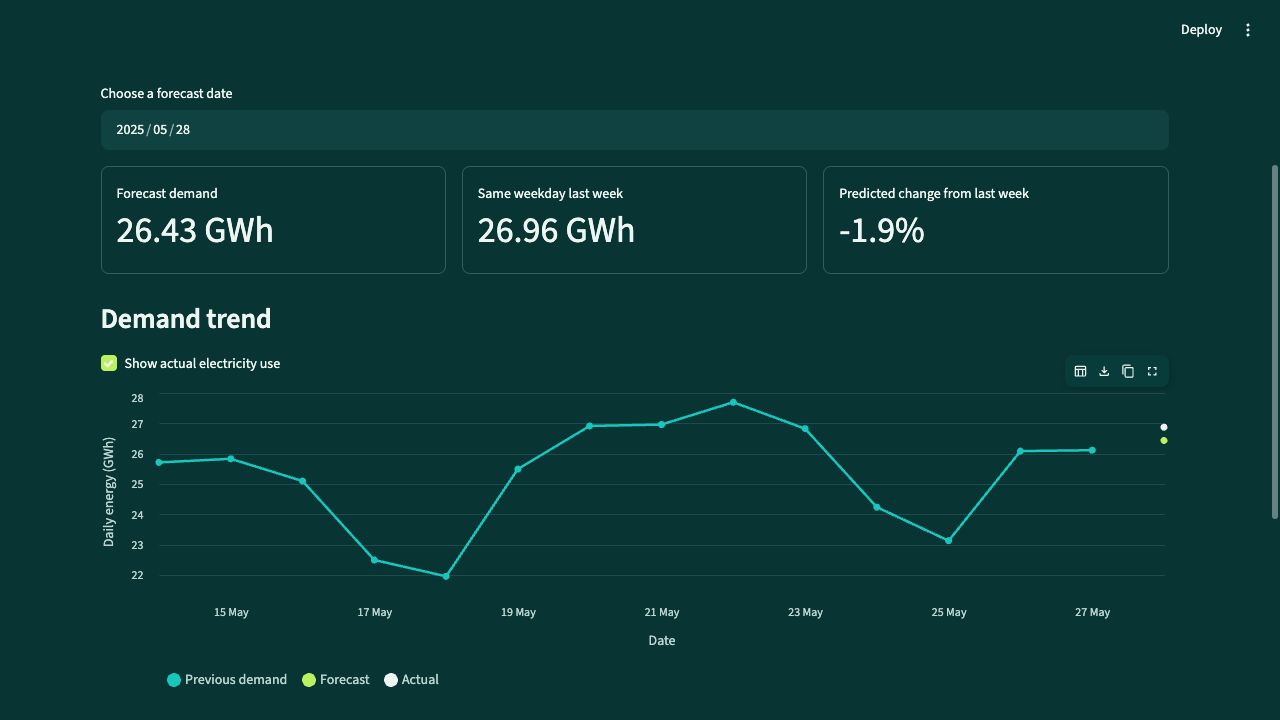 Deploy
Choose a forecast date
2025/05/28
Forecast demand
26.43 GWh
Same weekday last week
26.96 GWh
Predicted change from last week
-1.9%
Demand trend
Show actual electricity use
Daily energy (GWh)
28
27
26
25
24
23
22
15 May
17 May
19 May
21 May
23 May
25 May
27 May
Date
Previous demand
Forecast
Actual